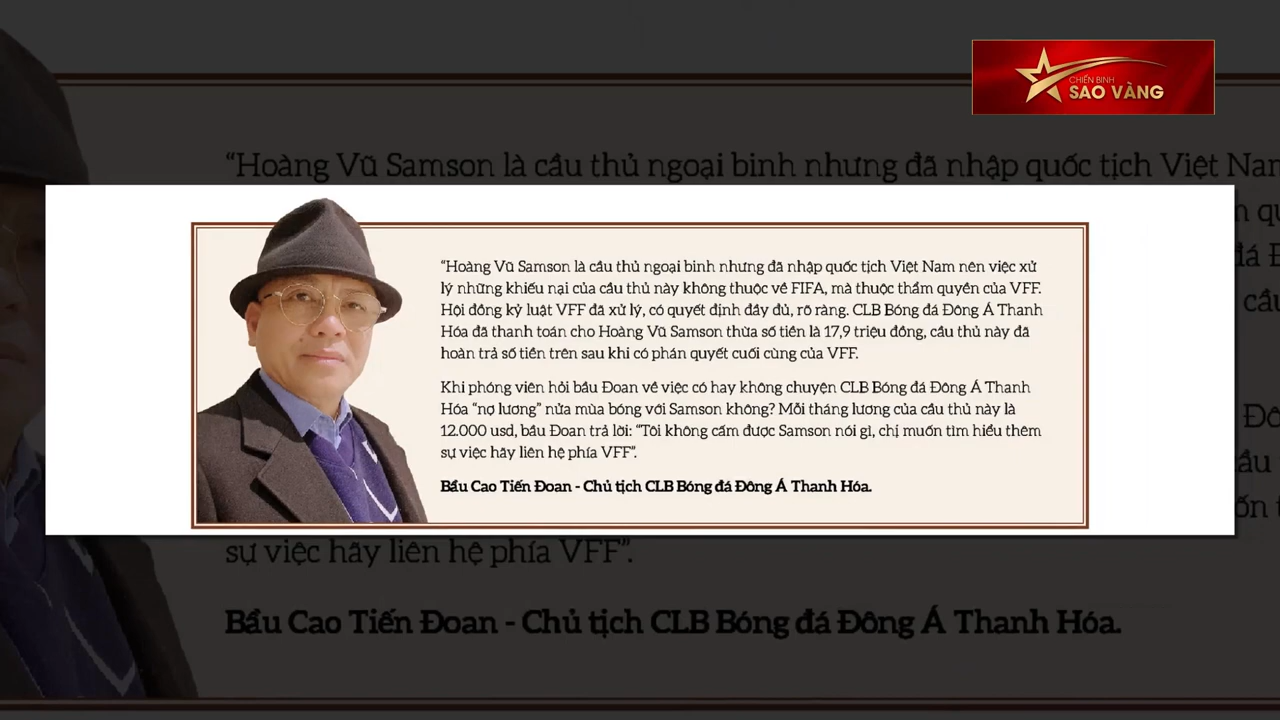 CHIẾN BINH
SAO VÀNG
“Hoàng Vũ Samson là cầu thủ ngoại binh nhưng đã nhập quốc tịch Việt Nam
“Hoàng Vũ Samson là cầu thủ ngoại binh nhưng đã nhập quốc tịch Việt Nam nên việc xử
lý những khiếu nại của cầu thủ này không thuộc về FIFA, mà thuộc thẩm quyền của VFF.
Hội đồng kỷ luật VFF đã xử lý, có quyết định đầy đủ, rõ ràng. CLB Bóng đá Đông Á Thanh
Hóa đã thanh toán cho Hoàng Vũ Samson thừa số tiền là 17,9 triệu đồng, cầu thủ này đã
hoàn trả số tiền trên sau khi có phán quyết cuối cùng của VFF.
Khi phóng viên hỏi bầu Đoan về việc có hay không chuyện CLB Bóng đá Đông Á Thanh
Hóa “nợ lương” nửa mùa bóng với Samson không? Mỗi tháng lương của cầu thủ này là
12.000 usd, bầu Đoan trả lời: “Tôi không cấm được Samson nói gì, chị muốn tìm hiểu thêm
sự việc hãy liên hệ phía VFF”.
Bầu Cao Tiến Đoan - Chủ tịch CLB Bóng đá Đông Á Thanh Hóa.
sự việc hãy liên hệ phía VFF”.
Bầu Cao Tiến Đoan - Chủ tịch CLB Bóng đá Đông Á Thanh Hóa.